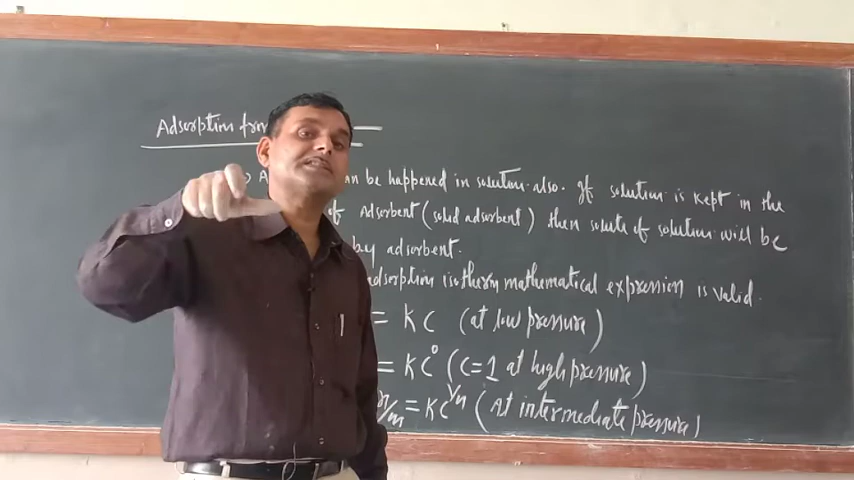 Adsorption
can be happened in solution also. If solution is kept in the
of Adsorbent (solid adsorbent) then solute of solution will be
by adsorbent.
adsorption isotherm mathematical expression is valid.
= KC (at low pressure)
= KC⁰ (C=1 at high pressure)
x/m = KC^1/n (at intermediate pressure)